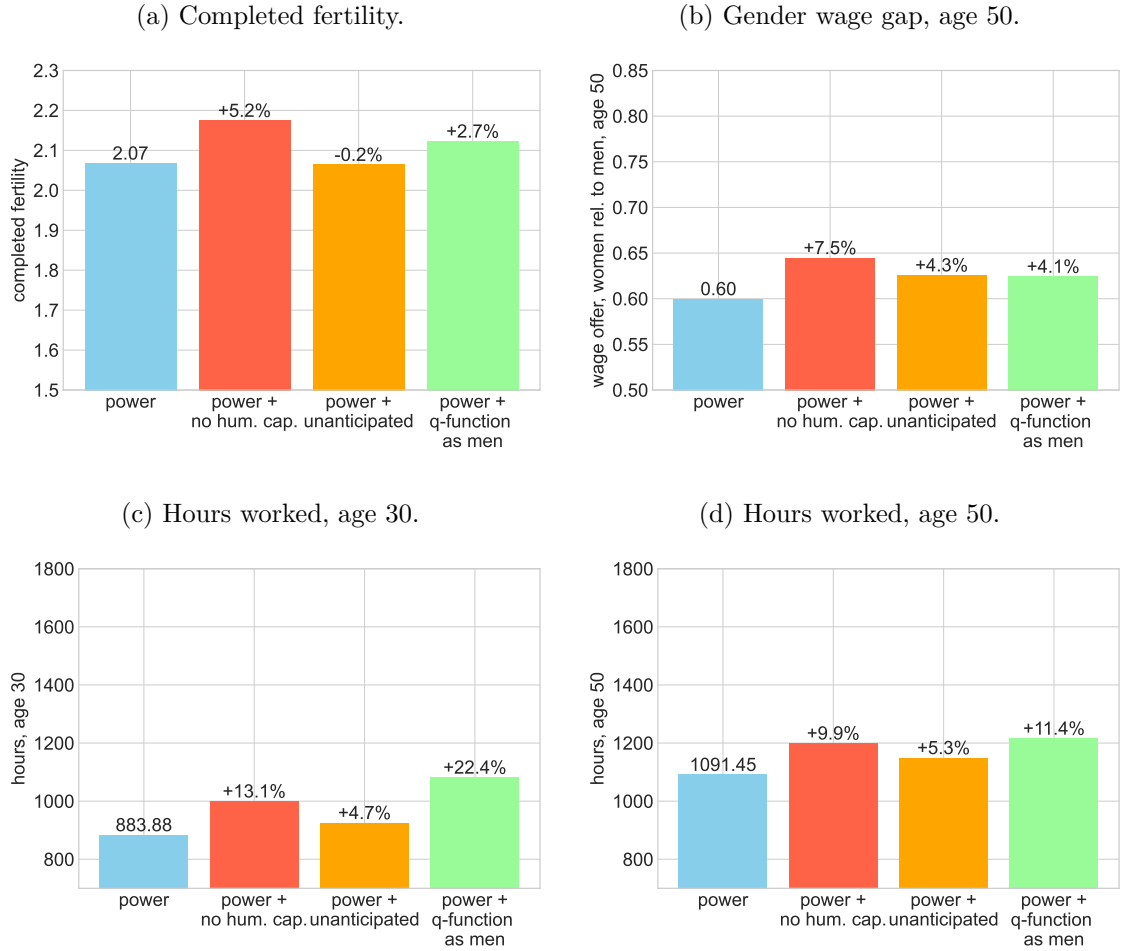 (a) Completed fertility.
completed fertility
2.3
2.2
2.1
2.0
1.9
1.8
1.7
1.6
1.5
2.07
+5.2%
-0.2%
+2.7%
power
power +
no hum. cap.
power +
unanticipated
power +
q-function
as men
(b) Gender wage gap, age 50.
wage offer, women rel. to men, age 50
0.85
0.80
0.75
0.70
0.65
0.60
0.55
0.50
0.60
+7.5%
+4.3%
+4.1%
power
power +
no hum. cap.
power +
unanticipated
power +
q-function
as men
(c) Hours worked, age 30.
hours, age 30
1800
1600
1400
1200
1000
800
883.88
+13.1%
+4.7%
+22.4%
power
power +
no hum. cap.
power +
unanticipated
power +
q-function
as men
(d) Hours worked, age 50.
hours, age 50
1800
1600
1400
1200
1000
800
1091.45
+9.9%
+5.3%
+11.4%
power
power +
no hum. cap.
power +
unanticipated
power +
q-function
as men